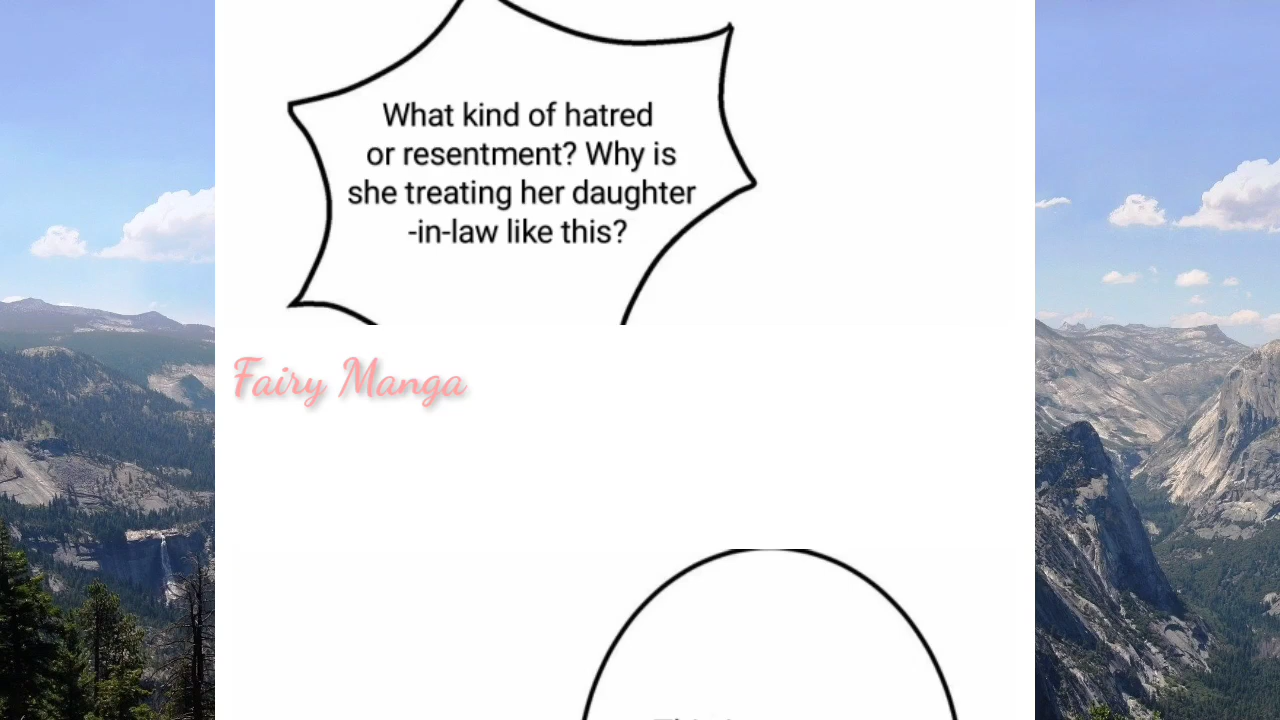 What kind of hatred
or resentment? Why is
she treating her daughter
-in-law like this?
Fairy Manga